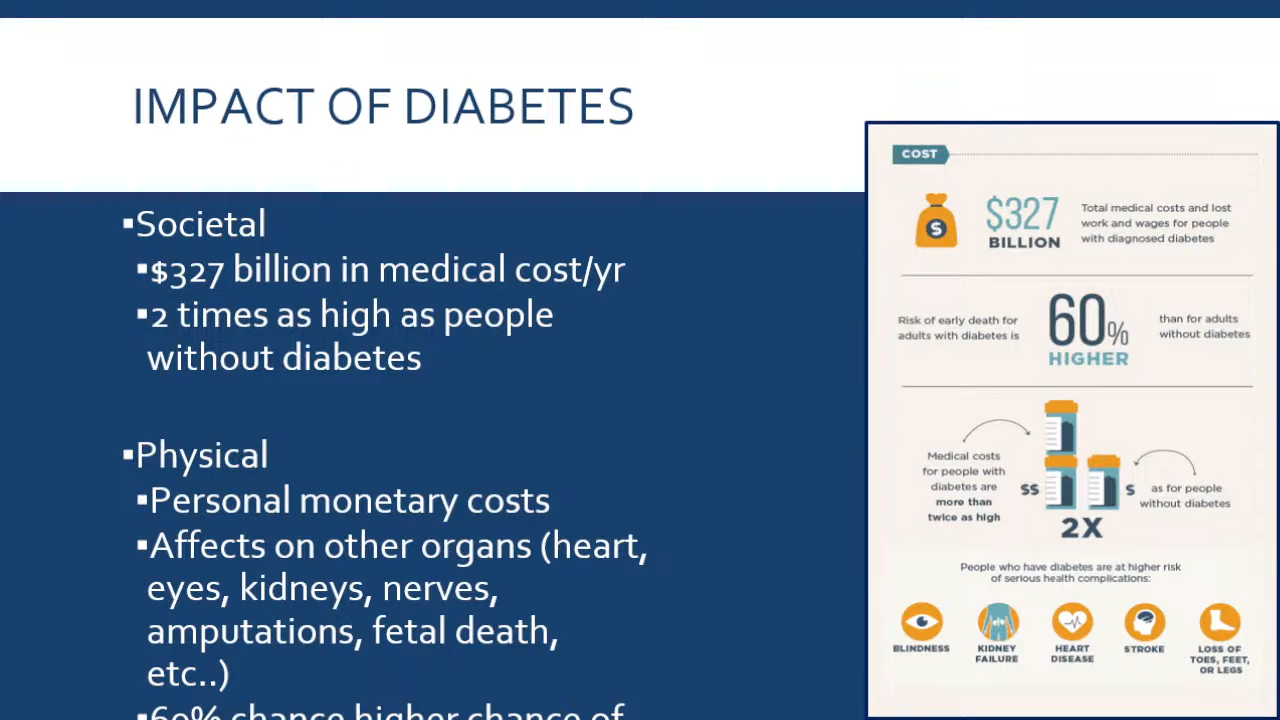 IMPACT OF DIABETES
▪Societal
▪$327 billion in medical cost/yr
▪2 times as high as people
without diabetes
▪Physical
▪Personal monetary costs
▪Affects on other organs (heart,
eyes, kidneys, nerves,
amputations, fetal death,
etc..)
▪60% chance higher chance of
COST
$327
BILLION
Total medical costs and lost
work and wages for people
with diagnosed diabetes
Risk of early death for
adults with diabetes is
60%
HIGHER
than for adults
without diabetes
Medical costs
for people with
diabetes are
more than
twice as high
$$
$
as for people
without diabetes
2X
People who have diabetes are at higher risk
of serious health complications:
BLINDNESS
KIDNEY
FAILURE
HEART
DISEASE
STROKE
LOSS OF
TOES, FEET,
OR LEGS